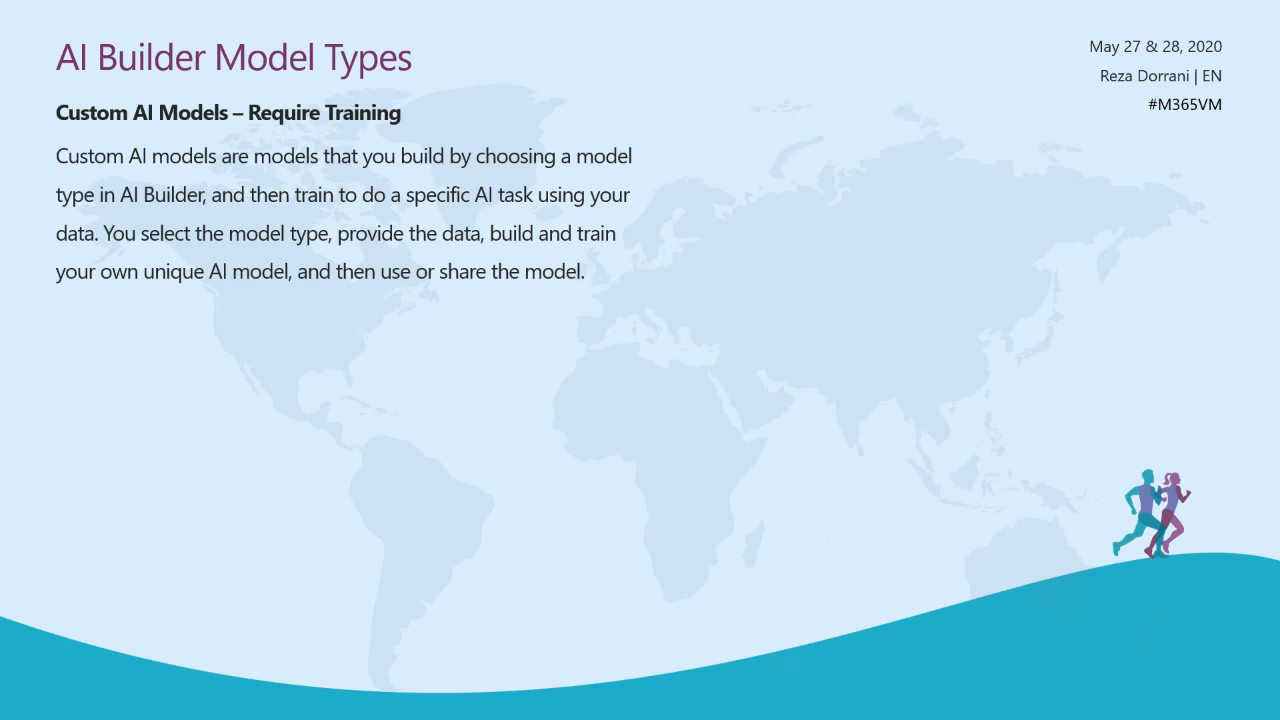 AI Builder Model Types
May 27 & 28, 2020
Reza Dorrani | EN
#M365VM
Custom AI Models – Require Training
Custom AI models are models that you build by choosing a model
type in AI Builder, and then train to do a specific AI task using your
data. You select the model type, provide the data, build and train
your own unique AI model, and then use or share the model.